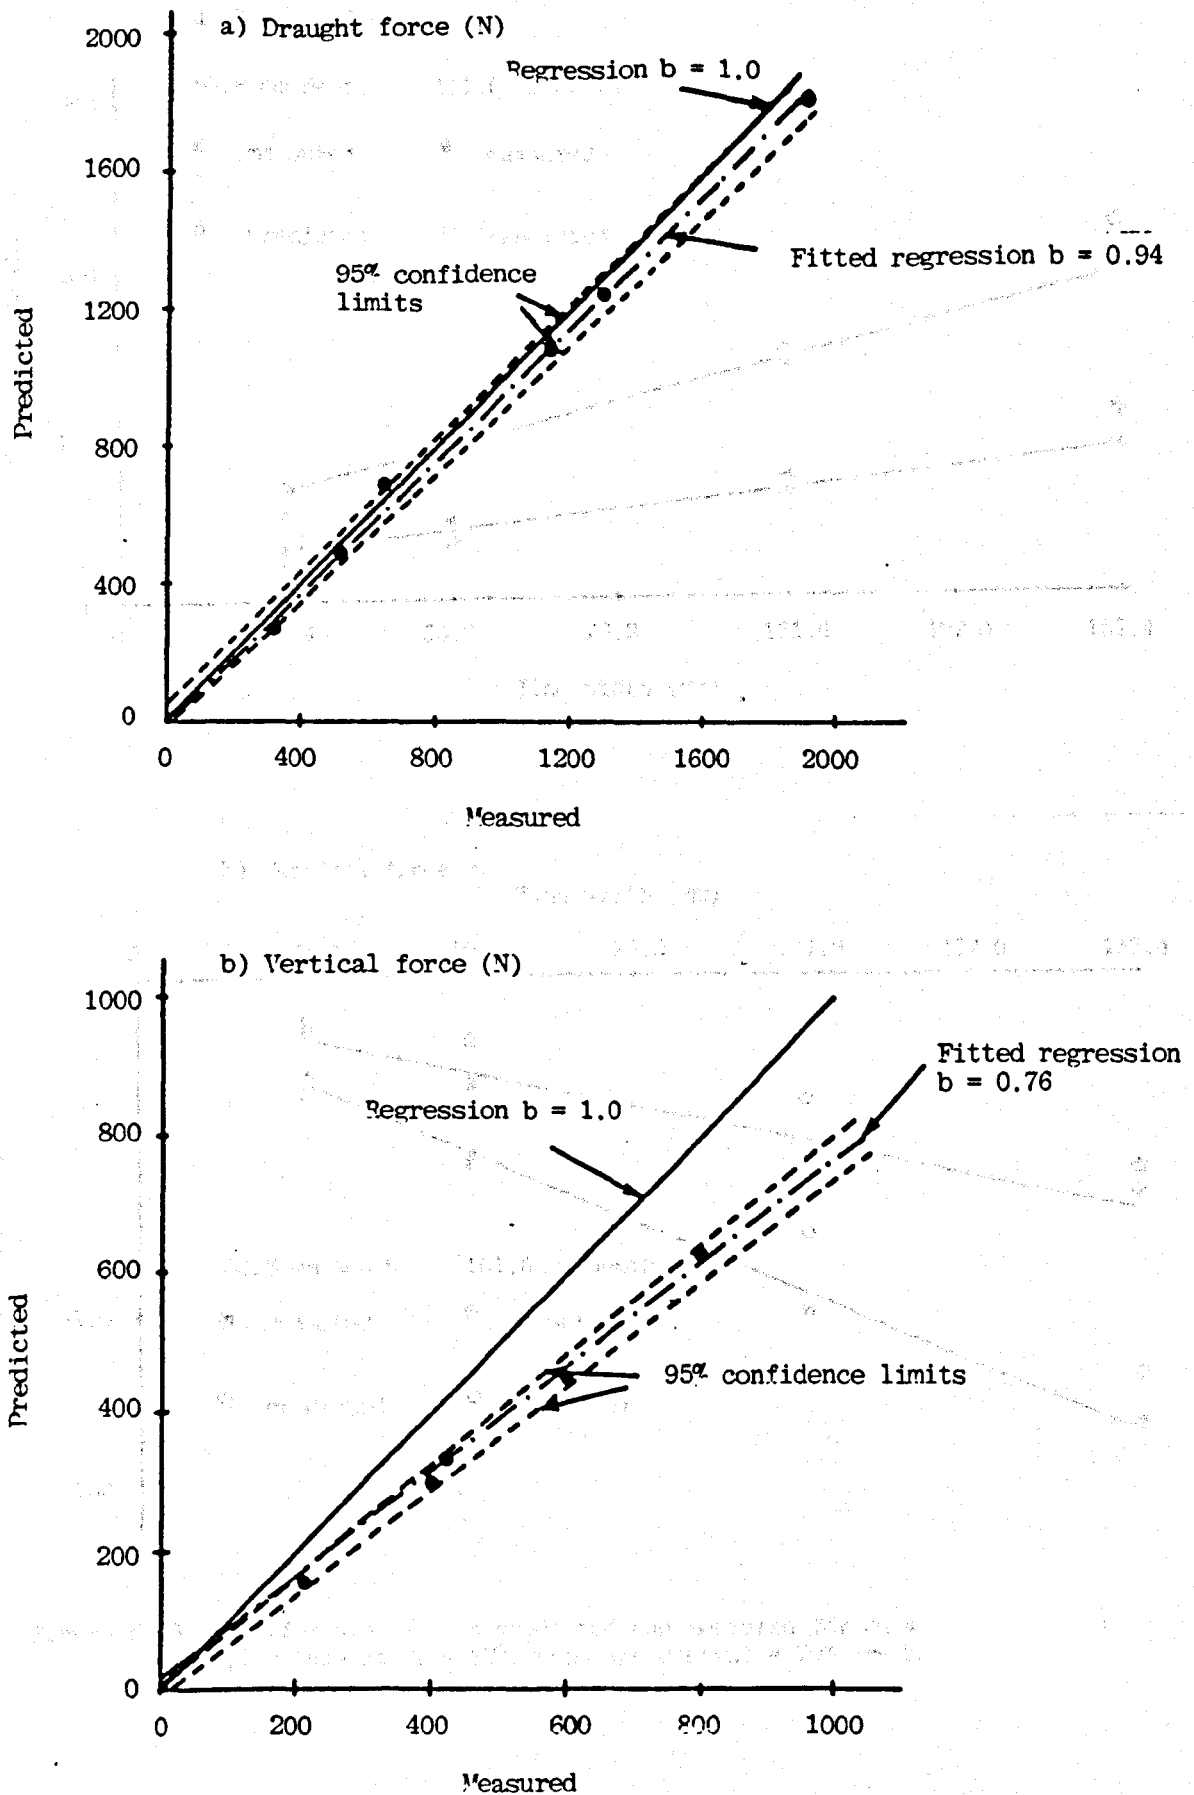 a) Draught force (N)
2000
Regression b = 1.0
1600
Fitted regression b = 0.94
95% confidence
limits
1200
Predicted
800
400
0
0 400 800 1200 1600 2000
Measured
b) Vertical force (N)
1000
Fitted regression
b = 0.76
Regression b = 1.0
800
600
95% confidence limits
Predicted
400
200
0
0 200 400 600 800 1000
Measured